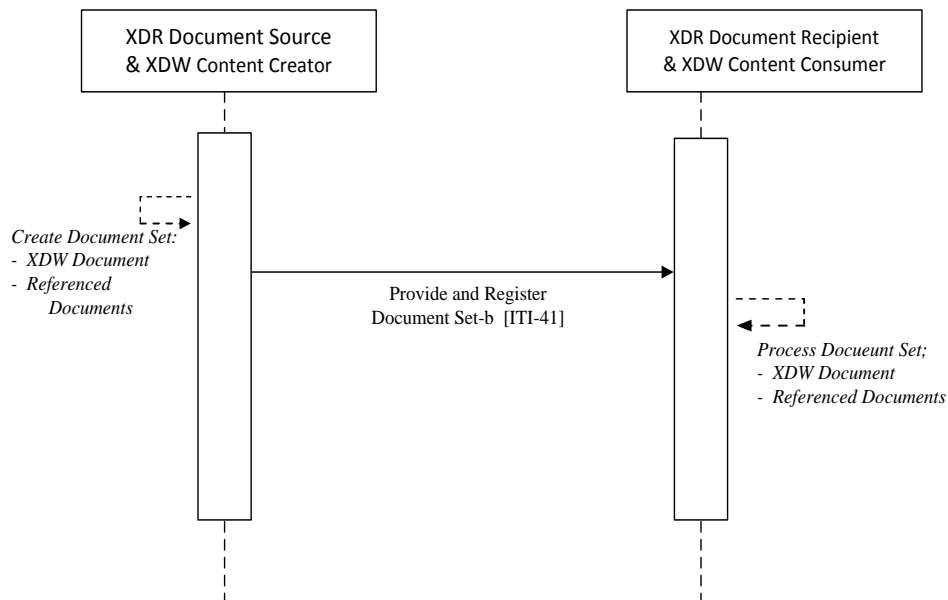 XDR Document Source
& XDW Content Creator
XDR Document Recipient
& XDW Content Consumer
Create Document Set:
- XDW Document
- Referenced
Documents
Provide and Register
Document Set-b [ITI-41]
Process Docueunt Set;
- XDW Document
- Referenced Documents